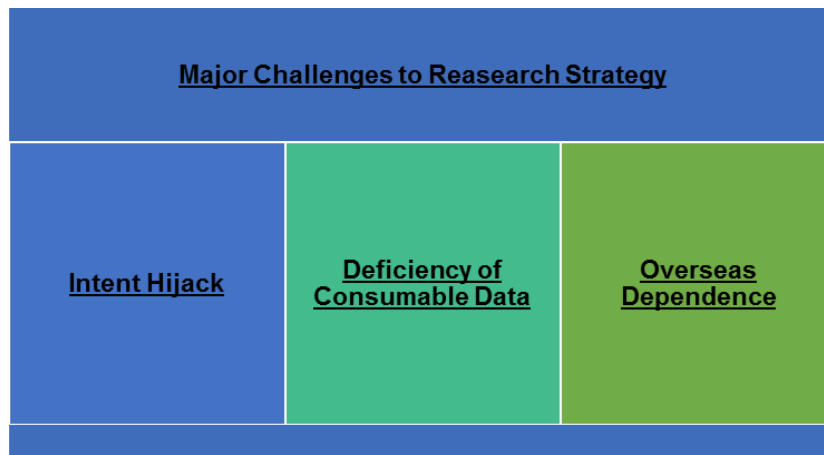 Major Challenges to Reasearch Strategy
Intent Hijack
Deficiency of
Consumable Data
Overseas
Dependence